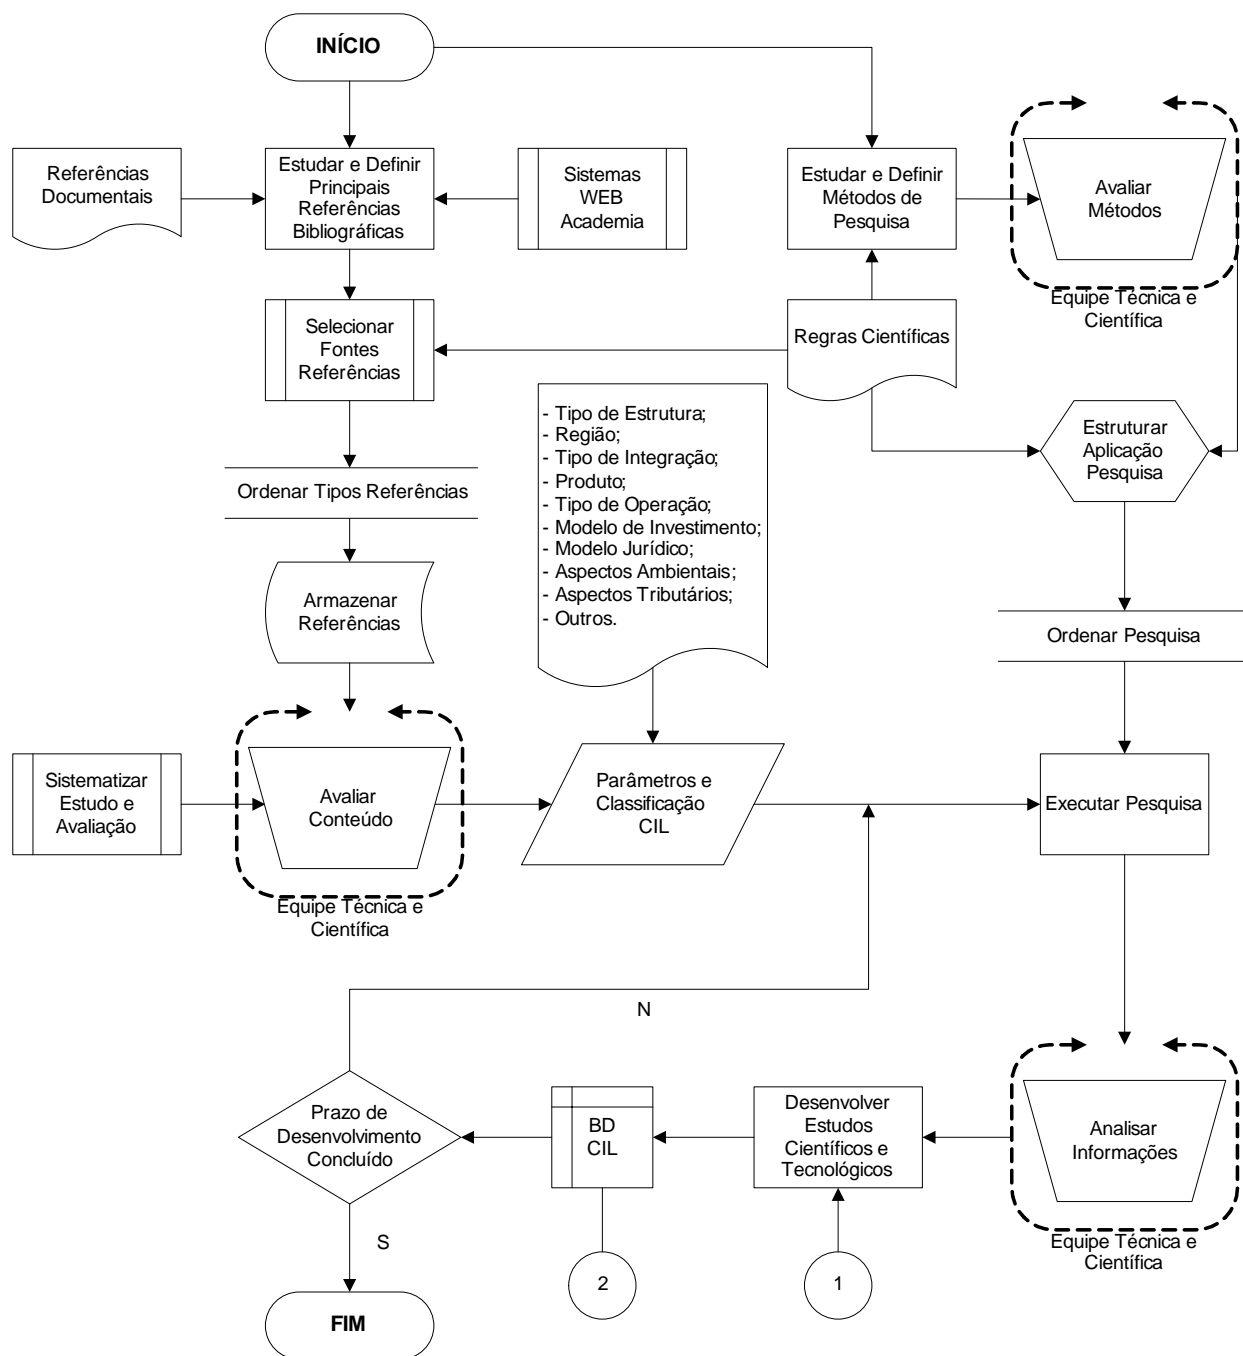 INÍCIO
Referências
Documentais
Estudar e Definir
Principais
Referências
Bibliográficas
Sistemas
WEB
Academia
Estudar e Definir
Métodos de
Pesquisa
Avaliar
Métodos
Equipe Técnica e
Científica
Selecionar
Fontes
Referências
Regras Científicas
- Tipo de Estrutura;
- Região;
- Tipo de Integração;
- Produto;
- Tipo de Operação;
- Modelo de Investimento;
- Modelo Jurídico;
- Aspectos Ambientais;
- Aspectos Tributários;
- Outros.
Estruturar
Aplicação
Pesquisa
Ordenar Tipos Referências
Armazenar
Referências
Ordenar Pesquisa
Sistematizar
Estudo e
Avaliação
Avaliar
Conteúdo
Equipe Técnica e
Científica
Parâmetros e
Classificação
CIL
Executar Pesquisa
N
Prazo de
Desenvolvimento
Concluído
BD
CIL
Desenvolver
Estudos
Científicos e
Tecnológicos
Analisar
Informações
Equipe Técnica e
Científica
S
2
1
FIM